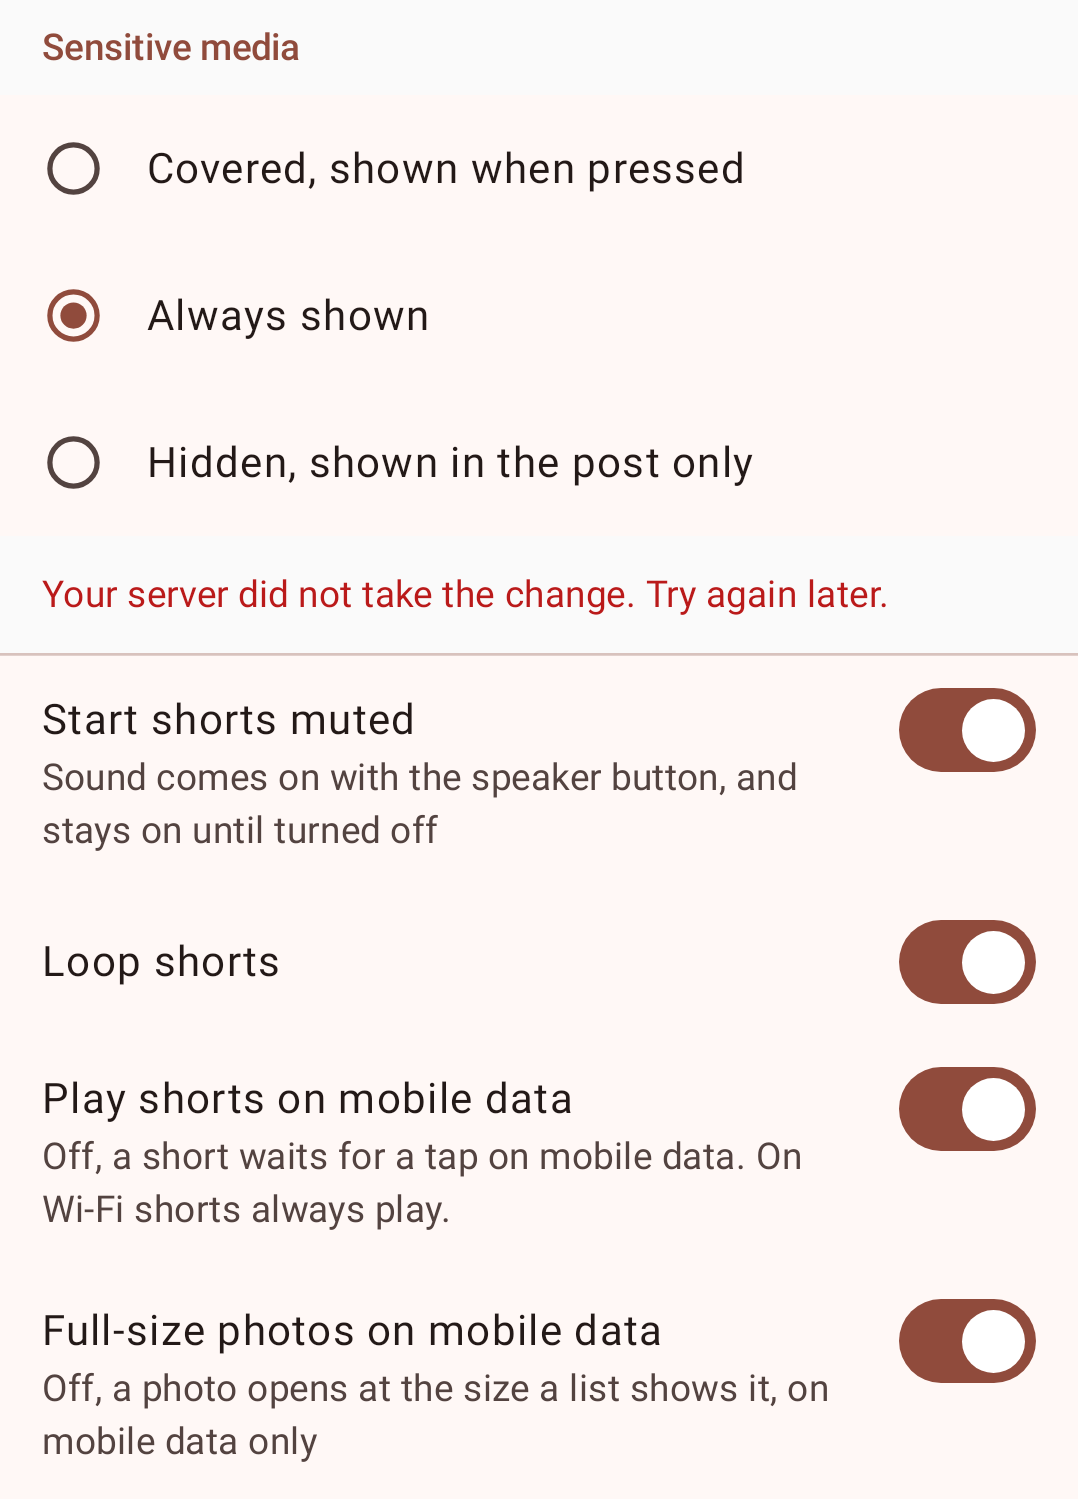 Sensitive media
Covered, shown when pressed
Always shown
Hidden, shown in the post only
Your server did not take the change. Try again later.
Start shorts muted
Sound comes on with the speaker button, and
stays on until turned off
Loop shorts
Play shorts on mobile data
Off, a short waits for a tap on mobile data. On
Wi-Fi shorts always play.
Full-size photos on mobile data
Off, a photo opens at the size a list shows it, on
mobile data only